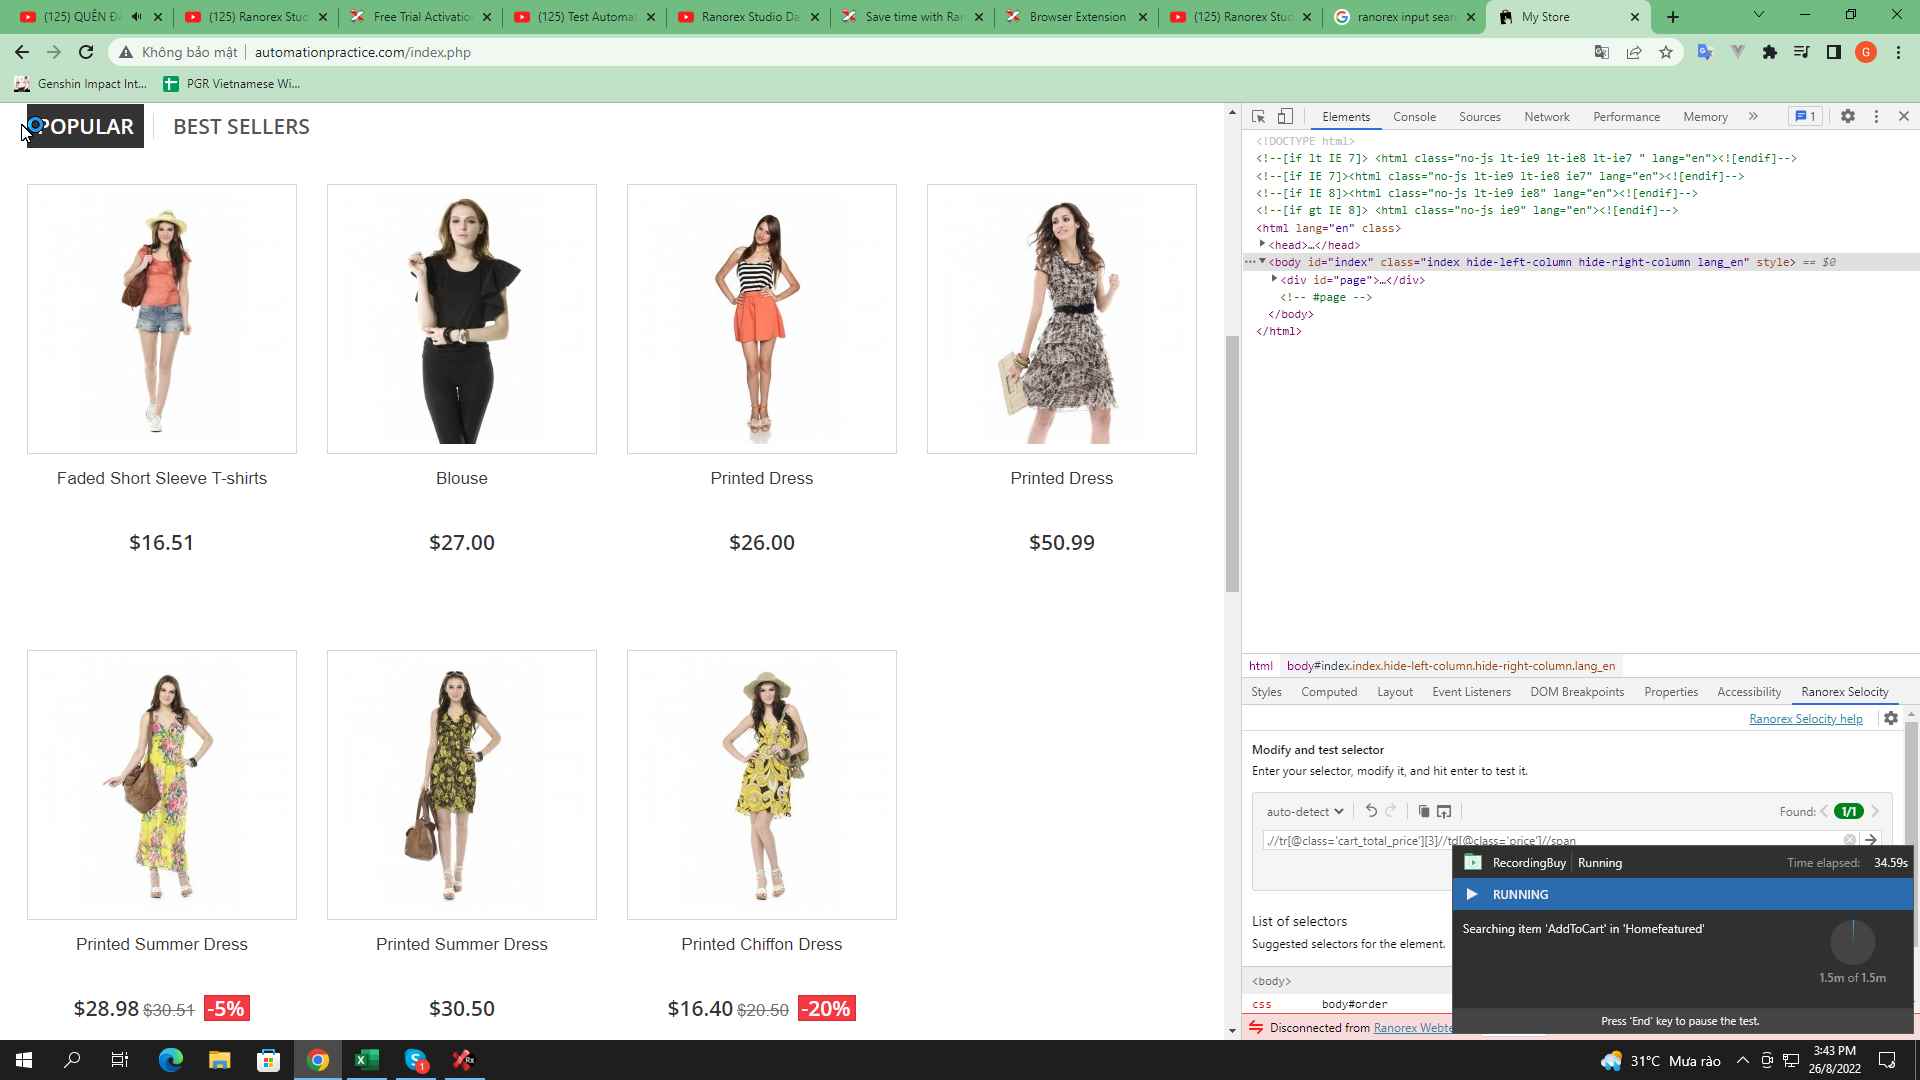 (125) QUÊN Đ
(125) Ranorex Stud
Free Trial Activation
(125) Test Automat
Ranorex Studio Da
Save time with Ran
Browser Extension
(125) Ranorex Stud
ranorex input sear
My Store
Không bảo mật
automationpractice.com/index.php
G
Genshin Impact Int...
PGR Vietnamese Wi...
POPULAR
BEST SELLERS
Faded Short Sleeve T-shirts
Blouse
Printed Dress
Printed Dress
$16.51
$27.00
$26.00
$50.99
Printed Summer Dress
Printed Summer Dress
Printed Chiffon Dress
$28.98 $30.51 -5%
$30.50
$16.40 $20.50 -20%
Elements Console Sources Network Performance Memory » 1
<!DOCTYPE html>
<!--[if lt IE 7]> <html class="no-js lt-ie9 lt-ie8 lt-ie7 " lang="en"><![endif]-->
<!--[if IE 7]><html class="no-js lt-ie9 lt-ie8 ie7" lang="en"><![endif]-->
<!--[if IE 8]><html class="no-js lt-ie9 ie8" lang="en"><![endif]-->
<!--[if gt IE 8]> <html class="no-js ie9" lang="en"><![endif]-->
<html lang="en" class>
<head>…</head>
<body id="index" class="index hide-left-column hide-right-column lang_en" style> == $0
<div id="page">…</div>
<!-- #page -->
</body>
</html>
html body#index.index.hide-left-column.hide-right-column.lang_en
Styles Computed Layout Event Listeners DOM Breakpoints Properties Accessibility Ranorex Selocity
Ranorex Selocity help
Modify and test selector
Enter your selector, modify it, and hit enter to test it.
auto-detect
Found: 1/1
.//tr[@class='cart_total_price'][3]//td[@class='price']//span
List of selectors
Suggested selectors for the element.
<body>
css body#order
Disconnected from Ranorex Webte
RecordingBuy Running Time elapsed: 34.59s
RUNNING
Searching item 'AddToCart' in 'Homefeatured'
1.5m of 1.5m
Press 'End' key to pause the test.
1
31°C Mưa rào
3:43 PM
26/8/2022